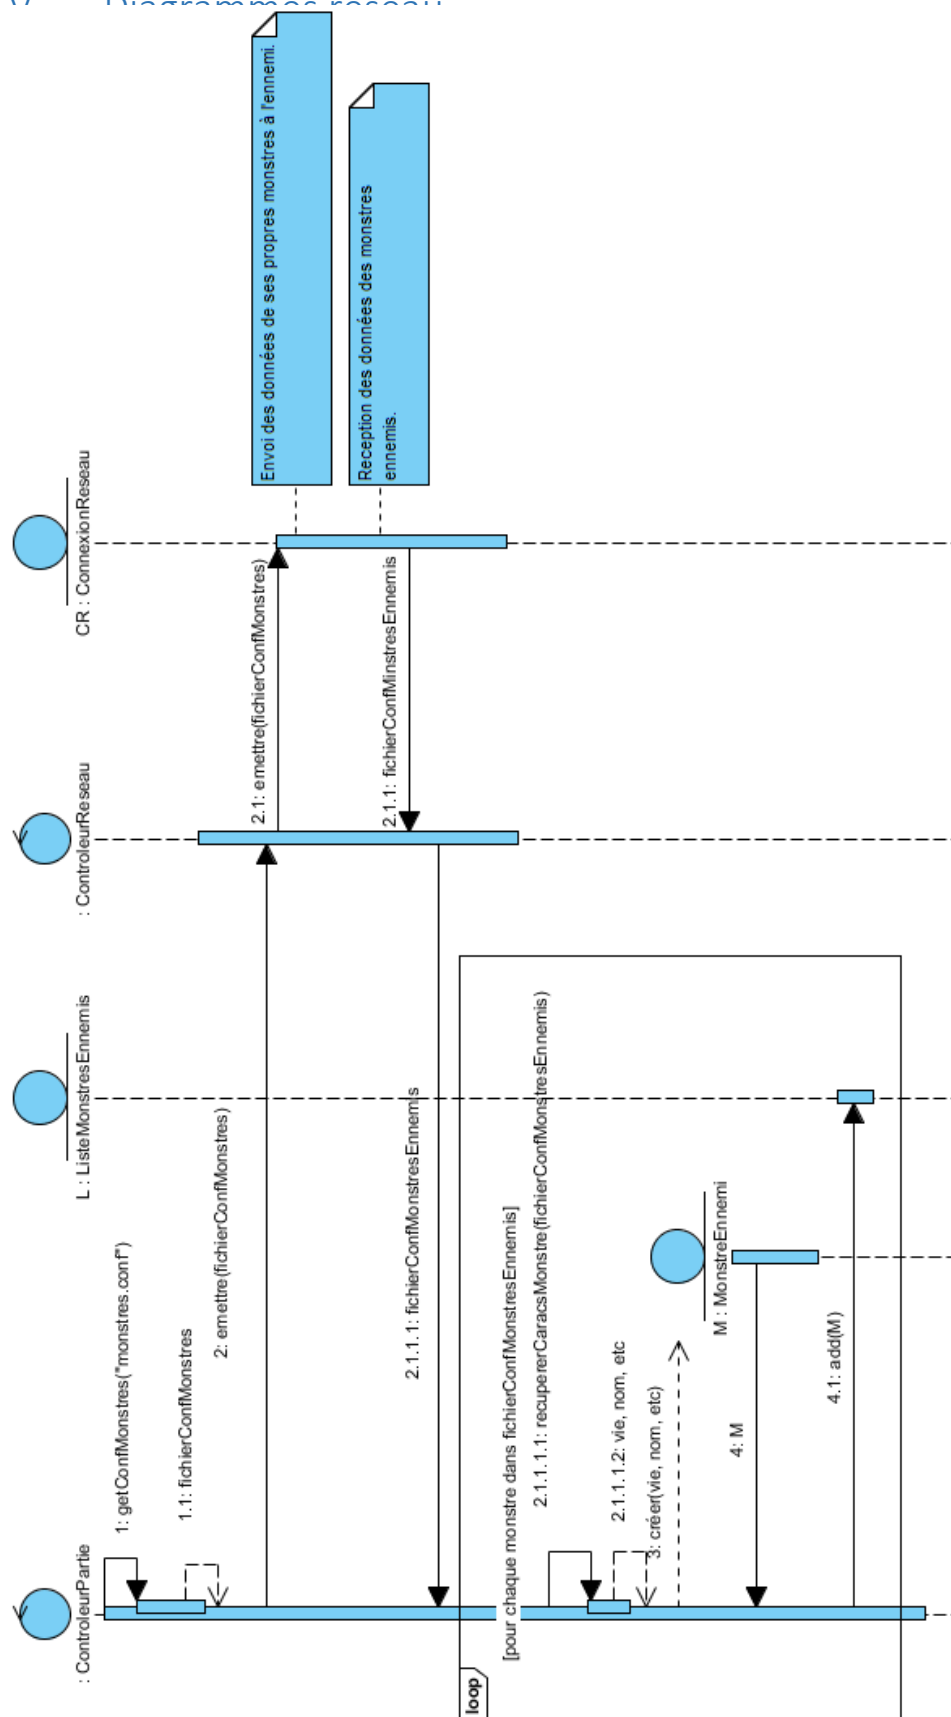 V Diagrammes reseau
Envoi des données de ses propres monstres à l'ennemi.
Reception des données des monstres
ennemis.
CR : ConnexionReseau
2.1: emettre(fichierConfMonstres)
2.1.1: fichierConfMinstresEnnemis
: ControleurReseau
L : ListeMonstresEnnemis
1: getConfMonstres("monstres.conf")
1.1: fichierConfMonstres
2: emettre(fichierConfMonstres)
2.1.1.1: fichierConfMonstresEnnemis
: ControleurPartie
loop
[pour chaque monstre dans fichierConfMonstresEnnemis]
2.1.1.1.1: recupererCaracsMonstre(fichierConfMonstresEnnemis)
2.1.1.1.2: vie, nom, etc
3: créer(vie, nom, etc)
M : MonstreEnnemi
4: M
4.1: add(M)